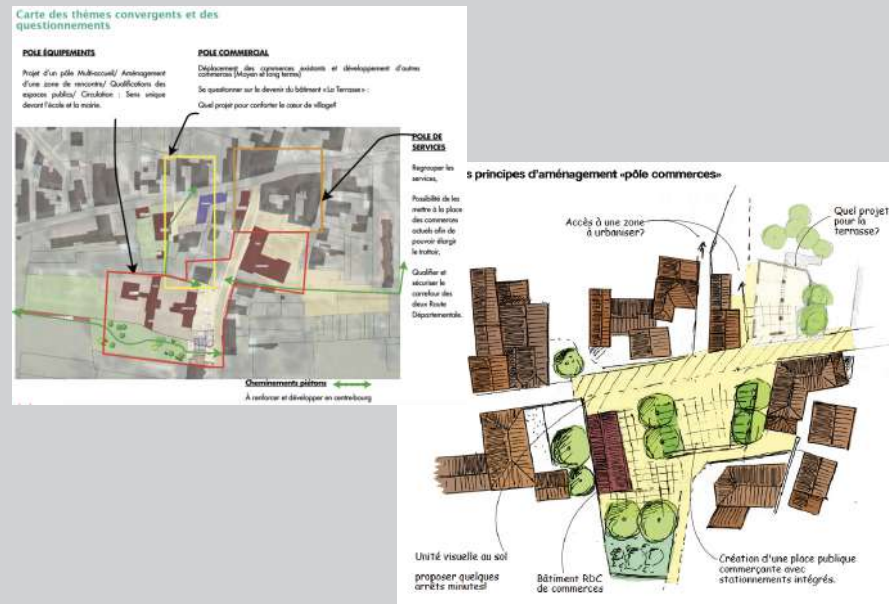 Carte des thèmes convergents et des
questionnements
POLE ÉQUIPEMENTS
Projet d'un pôle Multi-accueil/ Aménagement
d'une zone de rencontre/ Qualifications des
espaces publics/ Circulation : Sens unique
devant l'école et la mairie.
POLE COMMERCIAL
Déplacement des commerces existants et développement d'autres
commerces (Moyen et long terme)
Se questionner sur le devenir du bâtiment «La Terrasse» :
Quel projet pour conforter le cœur de village?
POLE DE
SERVICES
Regrouper les
services,
Possibilité de les
mettre à la place
des commerces
actuels afin de
pouvoir élargir
le trottoir,
Qualifier et
sécuriser le
carrefour des
deux Route
Départementale.
Cheminements piétons
À renforcer et développer en centre-bourg
s principes d'aménagement «pôle commerces»
Accès à une zone
à urbaniser?
Quel projet
pour la
terrasse?
Unité visuelle au sol
proposer quelques
arrêts minutes!
Bâtiment RDC
de commerces
Création d'une place publique
commerçante avec
stationnements intégrés.